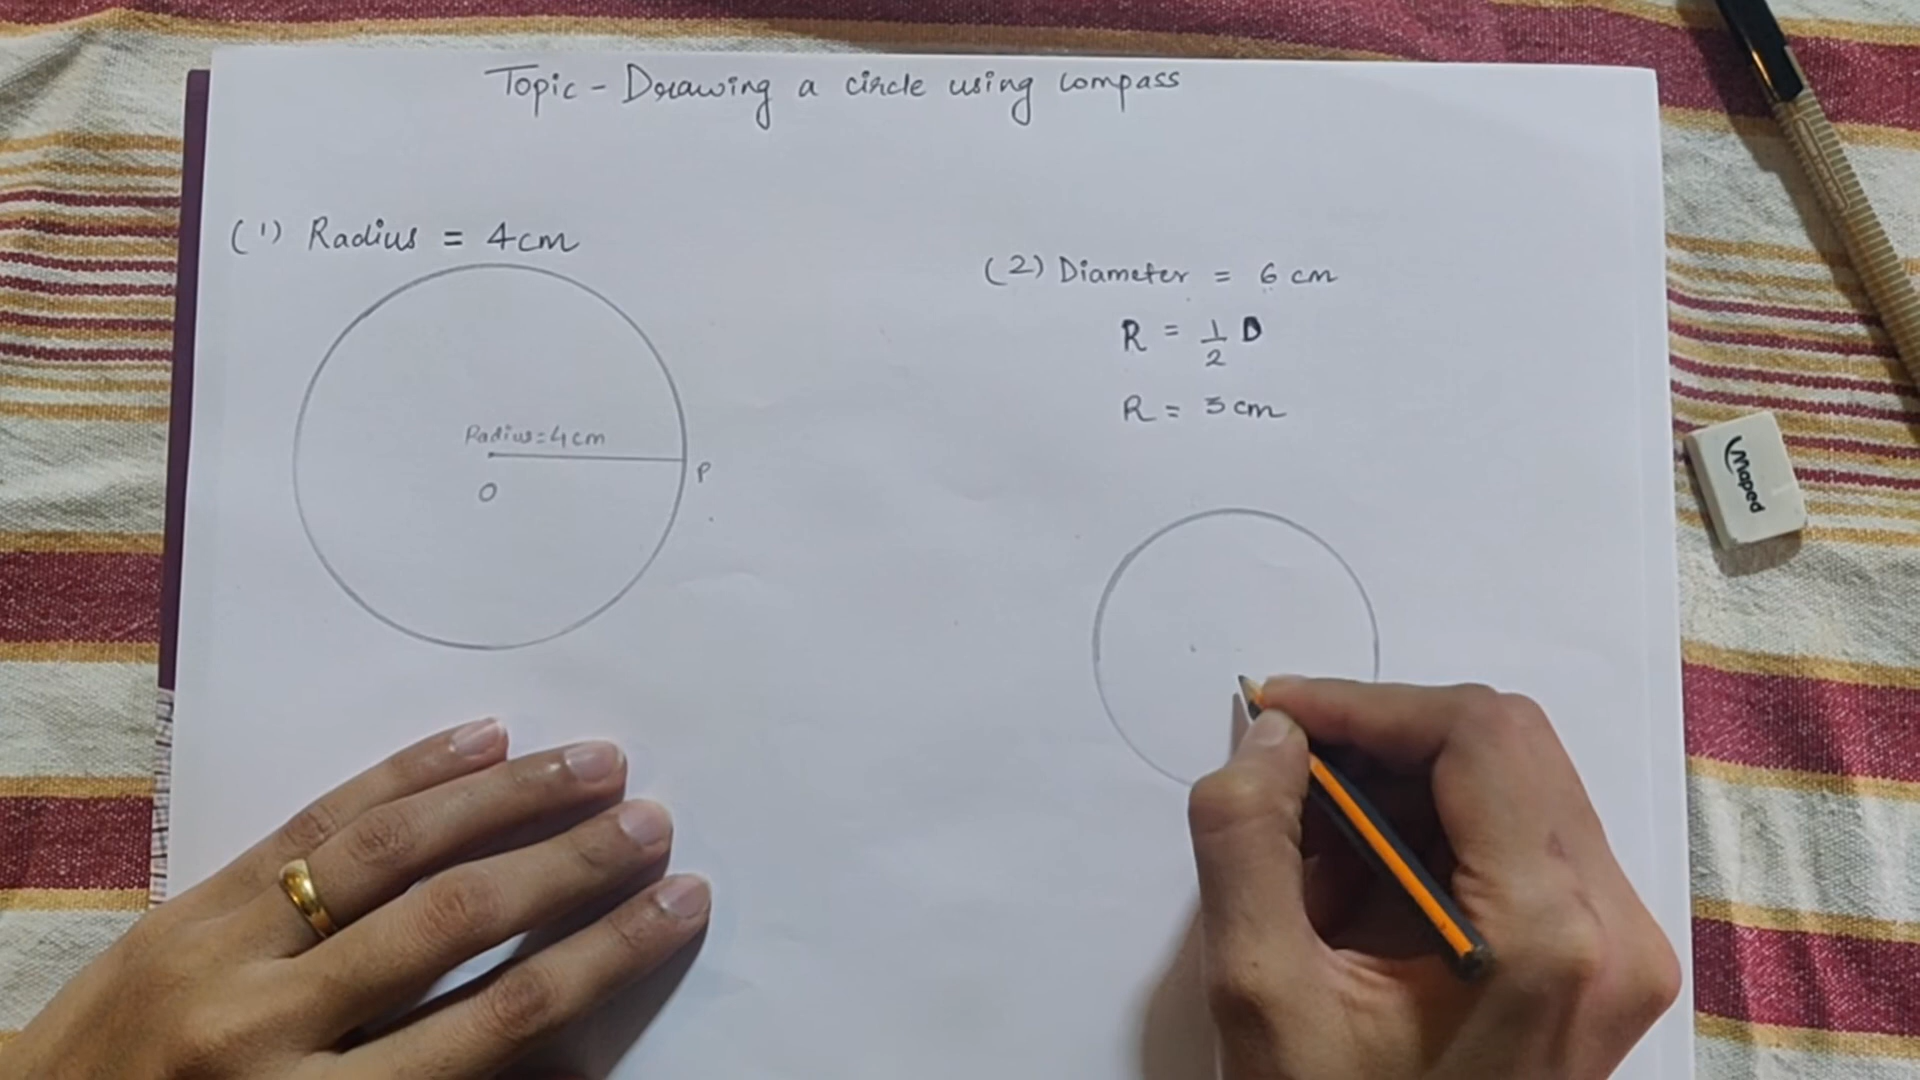 Topic - Drawing a circle using compass
(1) Radius = 4cm
Radius=4cm
O
P
(2) Diameter = 6 cm
R = 1/2 D
R = 3 cm
Maped